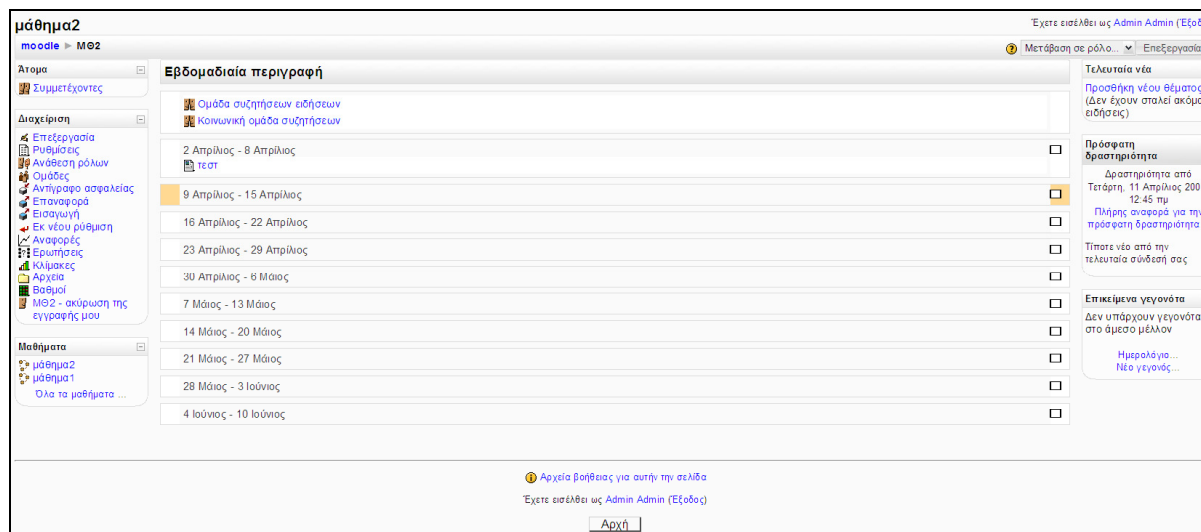 μάθημα2
Έχετε εισέλθει ως Admin Admin (Έξοδ
moodle ► ΜΘ2
Μετάβαση σε ρόλο... Επεξεργασία
Άτομα
Συμμετέχοντες
Διαχείριση
Επεξεργασία
Ρυθμίσεις
Ανάθεση ρόλων
Ομάδες
Αντίγραφο ασφαλείας
Επαναφορά
Εισαγωγή
Εκ νέου ρύθμιση
Αναφορές
Ερωτήσεις
Κλίμακες
Αρχεία
Βαθμοί
ΜΘ2 - ακύρωση της
εγγραφής μου
Μαθήματα
μάθημα2
μάθημα1
Όλα τα μαθήματα ...
Εβδομαδιαία περιγραφή
Ομάδα συζητήσεων ειδήσεων
Κοινωνική ομάδα συζητήσεων
2 Απρίλιος - 8 Απρίλιος
τεστ
9 Απρίλιος - 15 Απρίλιος
16 Απρίλιος - 22 Απρίλιος
23 Απρίλιος - 29 Απρίλιος
30 Απρίλιος - 6 Μάιος
7 Μάιος - 13 Μάιος
14 Μάιος - 20 Μάιος
21 Μάιος - 27 Μάιος
28 Μάιος - 3 Ιούνιος
4 Ιούνιος - 10 Ιούνιος
Τελευταία νέα
Προσθήκη νέου θέματος
(Δεν έχουν σταλεί ακόμα
ειδήσεις)
Πρόσφατη
δραστηριότητα
Δραστηριότητα από
Τετάρτη, 11 Απρίλιος 200
12:45 πμ
Πλήρης αναφορά για την
πρόσφατη δραστηριότητα
Τίποτε νέο από την
τελευταία σύνδεσή σας
Επικείμενα γεγονότα
Δεν υπάρχουν γεγονότα
στο άμεσο μέλλον
Ημερολόγιο...
Νέο γεγονός...
Αρχεία βοήθειας για αυτήν την σελίδα
Έχετε εισέλθει ως Admin Admin (Έξοδος)
Αρχή